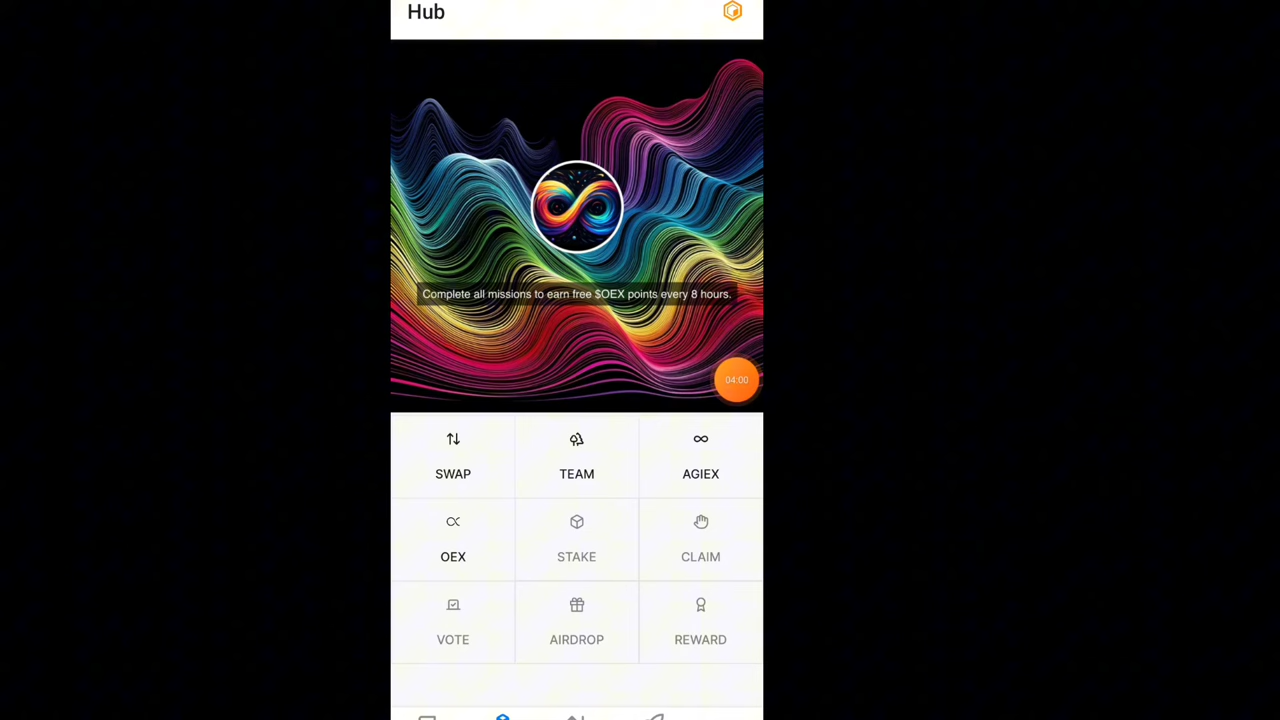 Hub
Complete all missions to earn free $OEX points every 8 hours.
04:00
SWAP
TEAM
AGIEX
OEX
STAKE
CLAIM
VOTE
AIRDROP
REWARD